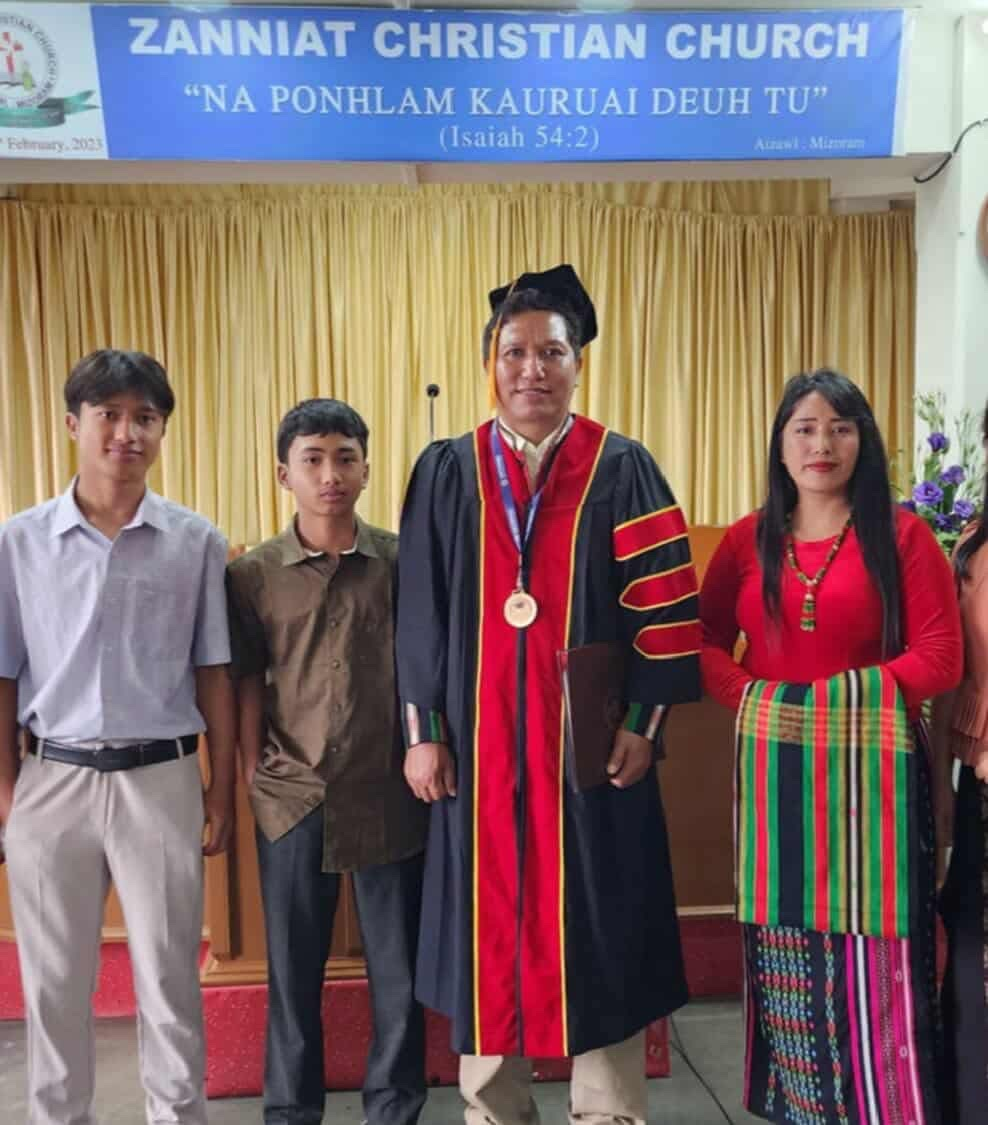 ZANNIAT CHRISTIAN CHURCH
"NA PONHLAM KAURUAI DEUH TU"
(Isaiah 54:2)
February, 2023
Aizawl : Mizoram